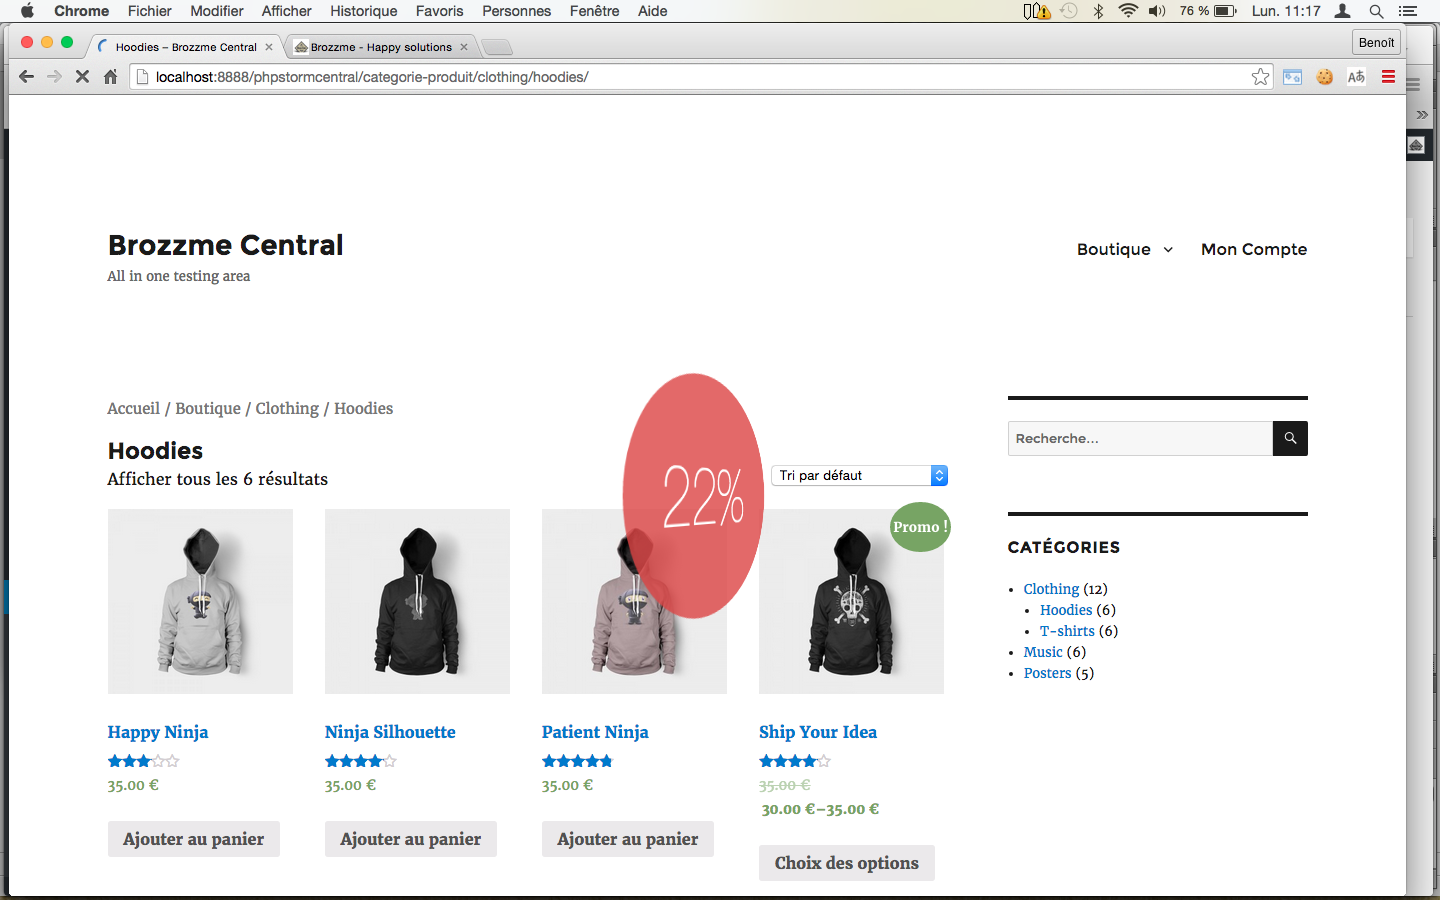 Chrome Fichier Modifier Afficher Historique Favoris Personnes Fenêtre Aide 76 % Lun. 11:17
Hoodies – Brozzme Central Brozzme - Happy solutions Benoît
localhost:8888/phpstormcentral/categorie-produit/clothing/hoodies/ Aあ
Brozzme Central
All in one testing area
Boutique Mon Compte
Accueil / Boutique / Clothing / Hoodies
Hoodies
Afficher tous les 6 résultats
22%
Tri par défaut
Promo !
Happy Ninja
35.00 €
Ajouter au panier
Ninja Silhouette
35.00 €
Ajouter au panier
Patient Ninja
35.00 €
Ajouter au panier
Ship Your Idea
35.00 €
30.00 €–35.00 €
Choix des options
Recherche...
CATÉGORIES
Clothing (12)
Hoodies (6)
T-shirts (6)
Music (6)
Posters (5)